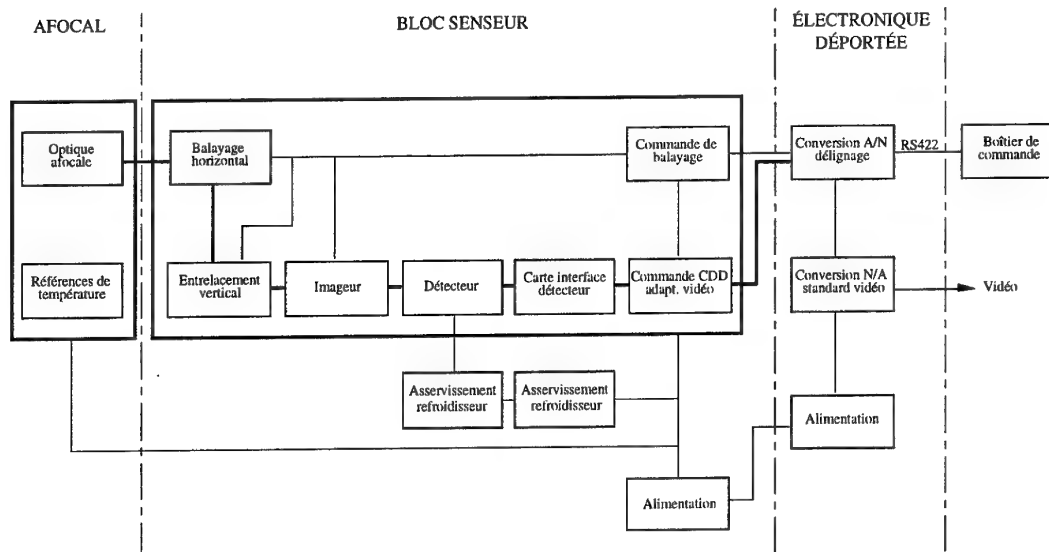 AFOCAL
BLOC SENSEUR
ÉLECTRONIQUE
DÉPORTÉE
Optique
afocale
Balayage
horizontal
Commande de
balayage
Conversion A/N
délignage
RS422
Boîtier de
commande
Références de
température
Entrelacement
vertical
Imageur
Détecteur
Carte interface
détecteur
Commande CDD
adapt. vidéo
Conversion N/A
standard vidéo
Vidéo
Asservissement
refroidisseur
Asservissement
refroidisseur
Alimentation
Alimentation